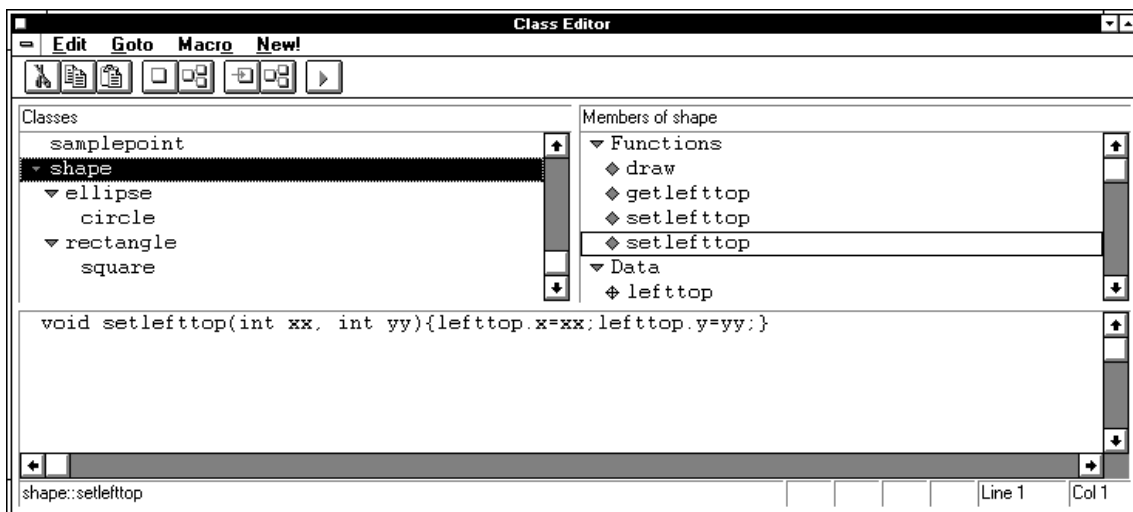 Class Editor
Edit Goto Macro New!
Classes
samplepoint
shape
ellipse
circle
rectangle
square
Members of shape
Functions
draw
getlefttop
setlefttop
setlefttop
Data
lefttop
void setlefttop(int xx, int yy){lefttop.x=xx;lefttop.y=yy;}
shape::setlefttop Line 1 Col 1